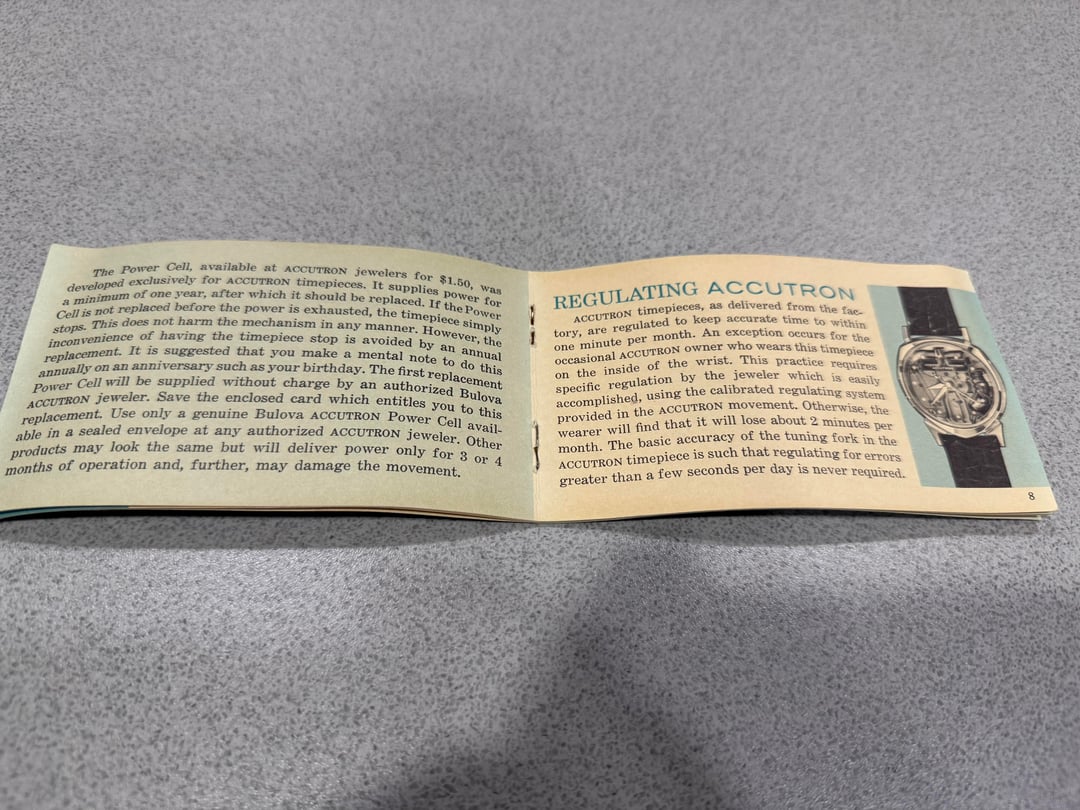 The Power Cell, available at ACCUTRON jewelers for $1.50, was
developed exclusively for ACCUTRON timepieces. It supplies power for
a minimum of one year, after which it should be replaced. If the Power
Cell is not replaced before the power is exhausted, the timepiece simply
stops. This does not harm the mechanism in any manner. However, the
inconvenience of having the timepiece stop is avoided by an annual
replacement. It is suggested that you make a mental note to do this
annually on an anniversary such as your birthday. The first replacement
Power Cell will be supplied without charge by an authorized Bulova
ACCUTRON jeweler. Save the enclosed card which entitles you to this
replacement. Use only a genuine Bulova ACCUTRON Power Cell avail-
able in a sealed envelope at any authorized ACCUTRON jeweler. Other
products may look the same but will deliver power only for 3 or 4
months of operation and, further, may damage the movement.
REGULATING ACCUTRON
ACCUTRON timepieces, as delivered from the fac-
tory, are regulated to keep accurate time to within
one minute per month. An exception occurs for the
occasional ACCUTRON owner who wears this timepiece
on the inside of the wrist. This practice requires
specific regulation by the jeweler which is easily
accomplished, using the calibrated regulating system
provided in the ACCUTRON movement. Otherwise, the
wearer will find that it will lose about 2 minutes per
month. The basic accuracy of the tuning fork in the
ACCUTRON timepiece is such that regulating for errors
greater than a few seconds per day is never required.
8